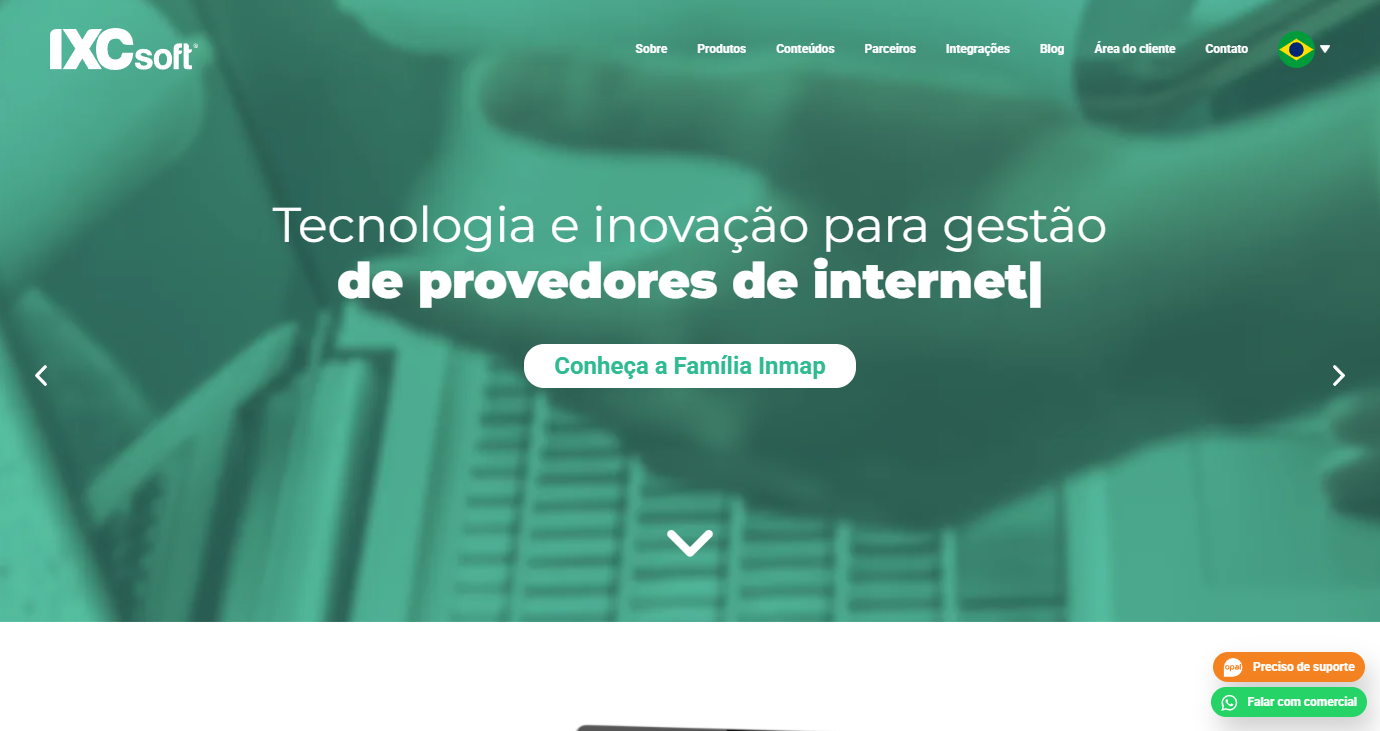 IXCsoft®
Sobre Produtos Conteúdos Parceiros Integrações Blog Área do cliente Contato
Tecnologia e inovação para gestão
de provedores de internet|
Conheça a Família Inmap
opa!
Preciso de suporte
Falar com comercial